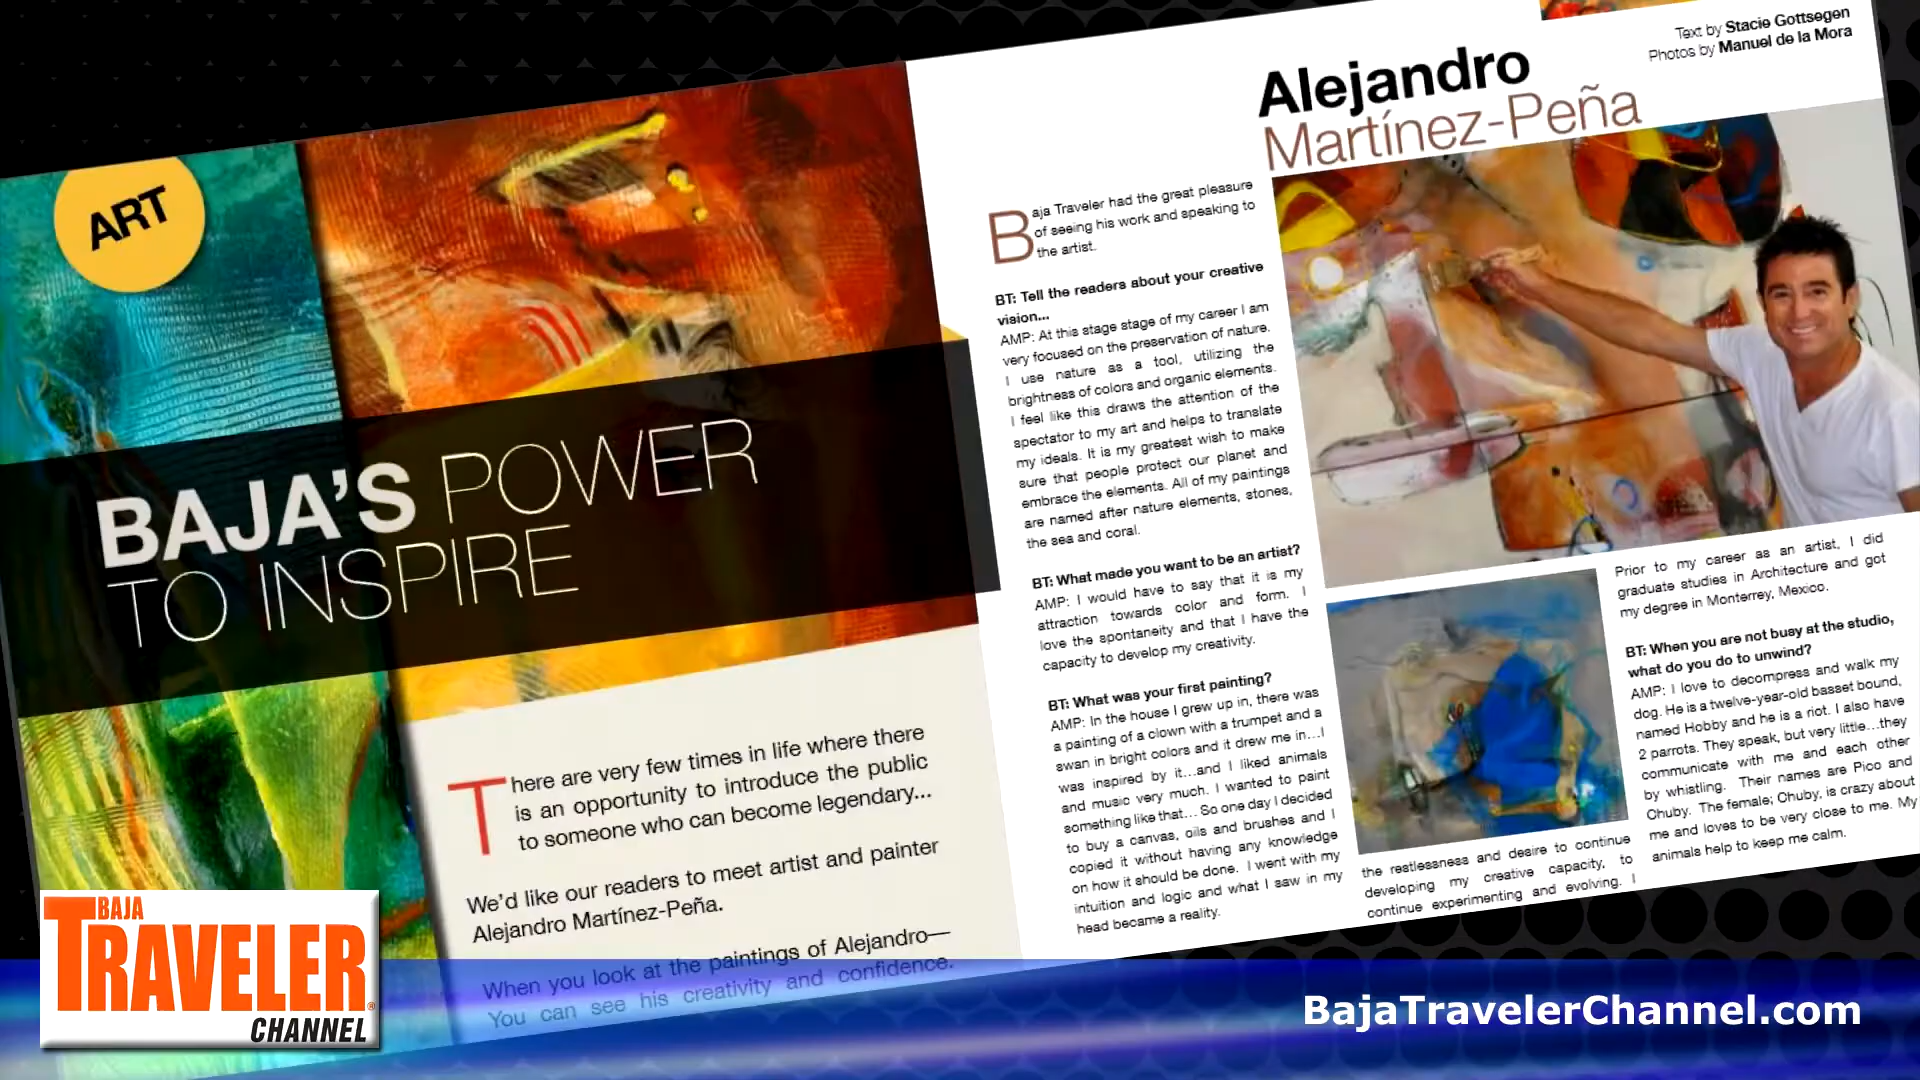 ART
BAJA'S POWER
TO INSPIRE
There are very few times in life where there
is an opportunity to introduce the public
to someone who can become legendary...
We'd like our readers to meet artist and painter
Alejandro Martínez-Peña.
When you look at the paintings of Alejandro—
You can see his creativity and confidence.
Text by Stacie Gottsegen
Photos by Manuel de la Mora
Alejandro
Martínez-Peña
Baja Traveler had the great pleasure
of seeing his work and speaking to
the artist.
BT: Tell the readers about your creative
vision...
AMP: At this stage stage of my career I am
very focused on the preservation of nature.
I use nature as a tool, utilizing the
brightness of colors and organic elements.
I feel like this draws the attention of the
spectator to my art and helps to translate
my ideals. It is my greatest wish to make
sure that people protect our planet and
embrace the elements. All of my paintings
are named after nature elements, stones,
the sea and coral.
BT: What made you want to be an artist?
AMP: I would have to say that it is my
attraction towards color and form. I
love the spontaneity and that I have the
capacity to develop my creativity.
BT: What was your first painting?
AMP: In the house I grew up in, there was
a painting of a clown with a trumpet and a
swan in bright colors and it drew me in...I
was inspired by it...and I liked animals
and music very much. I wanted to paint
something like that... So one day I decided
to buy a canvas, oils and brushes and I
copied it without having any knowledge
on how it should be done. I went with my
intuition and logic and what I saw in my
head became a reality.
the restlessness and desire to continue
developing my creative capacity, to
continue experimenting and evolving. I
Prior to my career as an artist, I did
graduate studies in Architecture and got
my degree in Monterrey, Mexico.
BT: When you are not busy at the studio,
what do you do to unwind?
AMP: I love to decompress and walk my
dog. He is a twelve-year-old basset bound,
named Hobby and he is a riot. I also have
2 parrots. They speak, but very little...they
communicate with me and each other
by whistling. Their names are Pico and
Chuby. The female; Chuby, is crazy about
me and loves to be very close to me. My
animals help to keep me calm.
BAJA
TRAVELER®
CHANNEL
BajaTravelerChannel.com